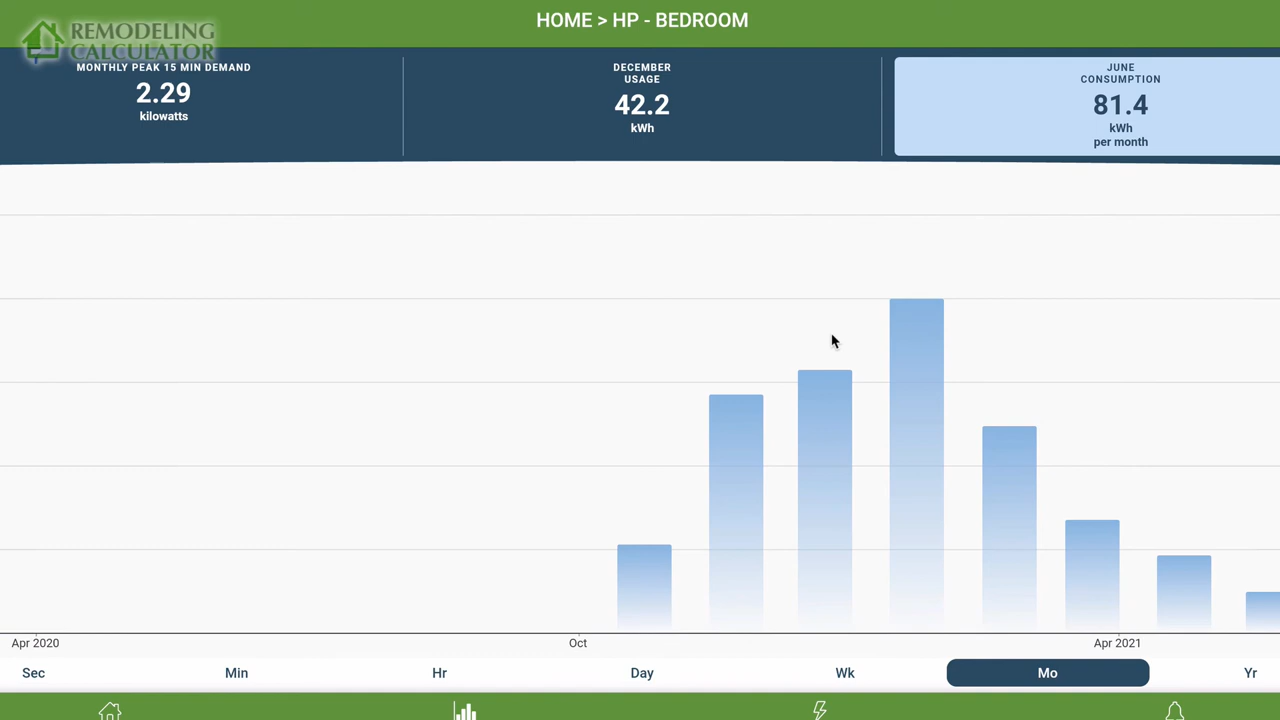 HOME > HP - BEDROOM
REMODELING
CALCULATOR
MONTHLY PEAK 15 MIN DEMAND
2.29
kilowatts
DECEMBER
USAGE
42.2
kWh
JUNE
CONSUMPTION
81.4
kWh
per month
Apr 2020
Oct
Apr 2021
Sec
Min
Hr
Day
Wk
Mo
Yr